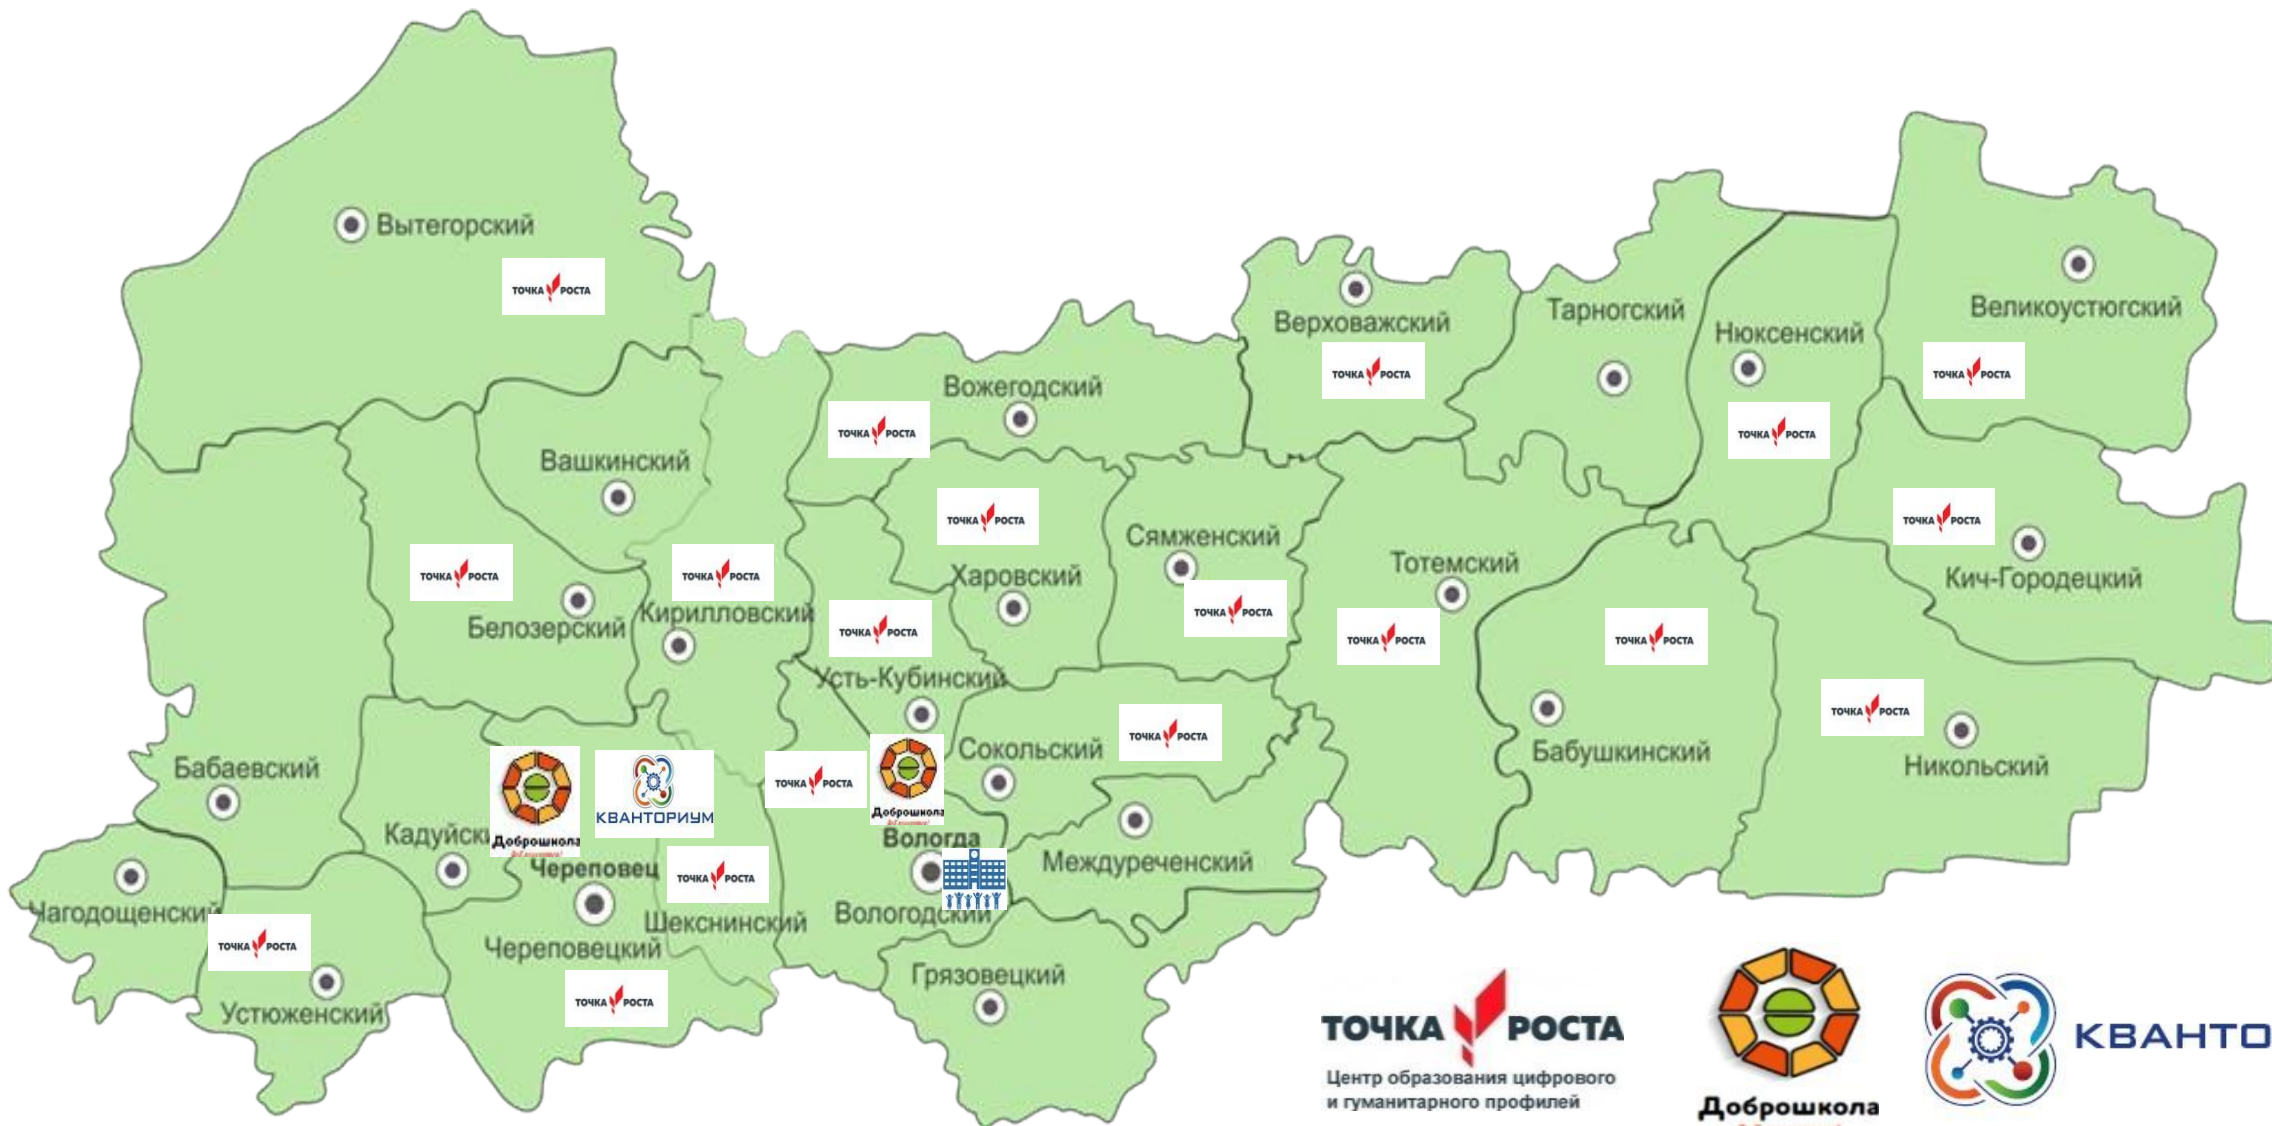 Вытегорский
ТОЧКА РОСТА
Верховажский
ТОЧКА РОСТА
Тарногский
Нюксенский
ТОЧКА РОСТА
Великоустюгский
ТОЧКА РОСТА
Вожегодский
ТОЧКА РОСТА
Вашкинский
ТОЧКА РОСТА
Белозерский
ТОЧКА РОСТА
Кирилловский
ТОЧКА РОСТА
Харовский
Сямженский
ТОЧКА РОСТА
Тотемский
ТОЧКА РОСТА
ТОЧКА РОСТА
Бабушкинский
ТОЧКА РОСТА
Кич-Городецкий
ТОЧКА РОСТА
Никольский
ТОЧКА РОСТА
Усть-Кубинский
Сокольский
ТОЧКА РОСТА
Бабаевский
Кадуйски
Доброшкола
КВАНТОРИУМ
ТОЧКА РОСТА
Доброшкола
Вологда
Вологодский
Междуреченский
Череповец
Череповецкий
ТОЧКА РОСТА
ТОЧКА РОСТА
Шекснинский
Чагодощенский
ТОЧКА РОСТА
Устюженский
Грязовецкий
ТОЧКА РОСТА
Центр образования цифрового
и гуманитарного профилей
Доброшкола
КВАНТО